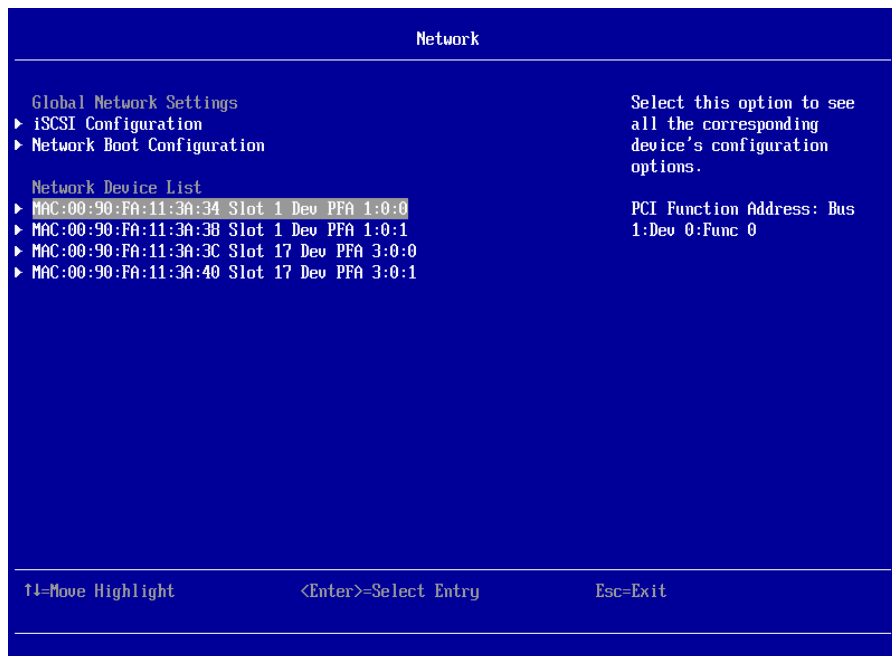 Network
Global Network Settings
iSCSI Configuration
Network Boot Configuration
Network Device List
MAC:00:90:FA:11:3A:34 Slot 1 Dev PFA 1:0:0
MAC:00:90:FA:11:3A:38 Slot 1 Dev PFA 1:0:1
MAC:00:90:FA:11:3A:3C Slot 17 Dev PFA 3:0:0
MAC:00:90:FA:11:3A:40 Slot 17 Dev PFA 3:0:1
Select this option to see
all the corresponding
device's configuration
options.
PCI Function Address: Bus
1:Dev 0:Func 0
↑↓=Move Highlight
<Enter>=Select Entry
Esc=Exit